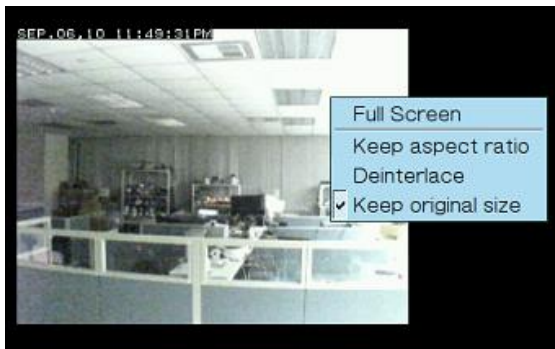 SEP.06,10 11:49:31PM
Full Screen
Keep aspect ratio
Deinterlace
Keep original size